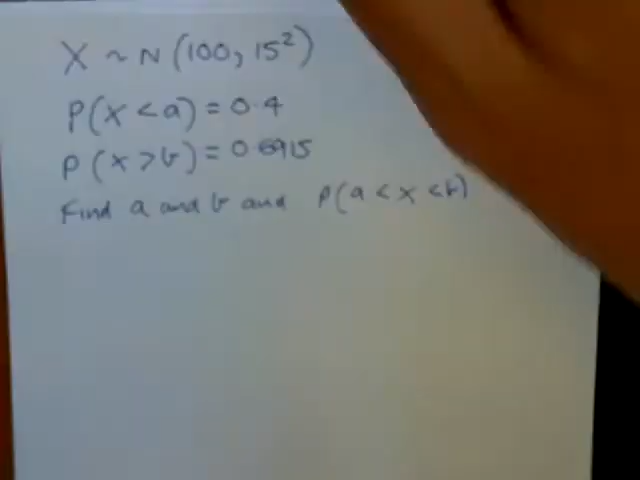 X ~ N (100, 15²)
P(X < a) = 0.4
P (X > b) = 0.6915
Find a and b and P(a < X < b)